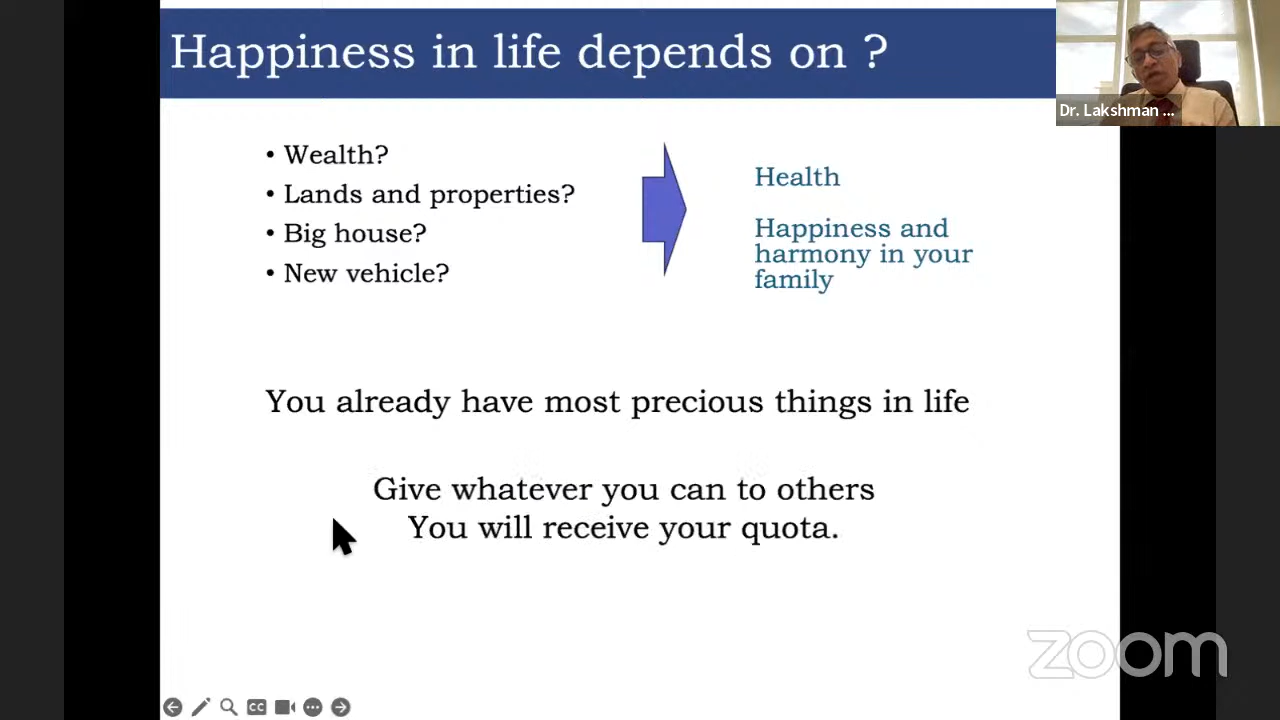 Happiness in life depends on ?
Dr. Lakshman ...
• Wealth?
• Lands and properties?
• Big house?
• New vehicle?
Health
Happiness and
harmony in your
family
You already have most precious things in life
Give whatever you can to others
You will receive your quota.
zoom
CC